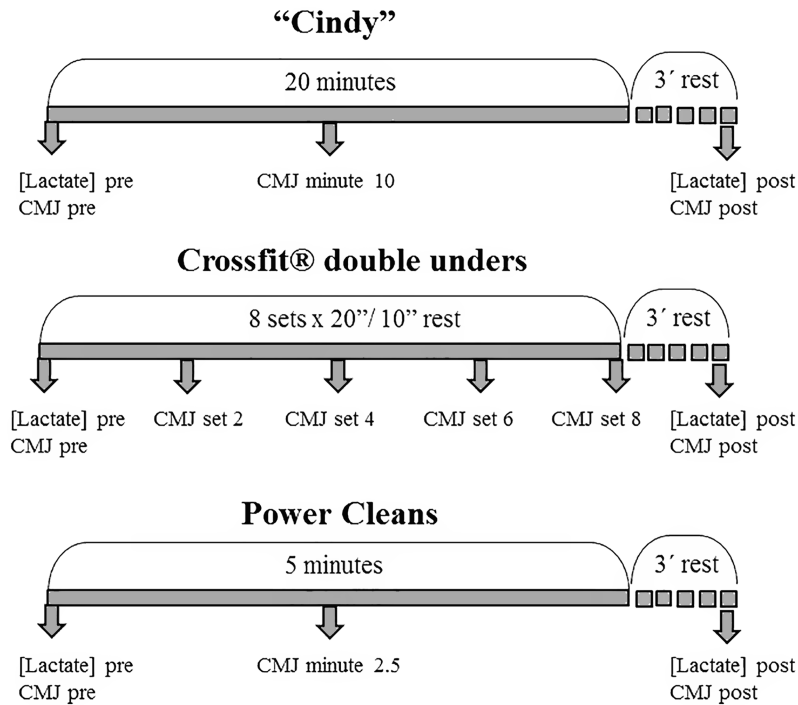 “Cindy”
20 minutes
3´ rest
[Lactate] pre
CMJ pre
CMJ minute 10
[Lactate] post
CMJ post
Crossfit® double unders
8 sets x 20”/ 10” rest
3´ rest
[Lactate] pre
CMJ pre
CMJ set 2
CMJ set 4
CMJ set 6
CMJ set 8
[Lactate] post
CMJ post
Power Cleans
5 minutes
3´ rest
[Lactate] pre
CMJ pre
CMJ minute 2.5
[Lactate] post
CMJ post